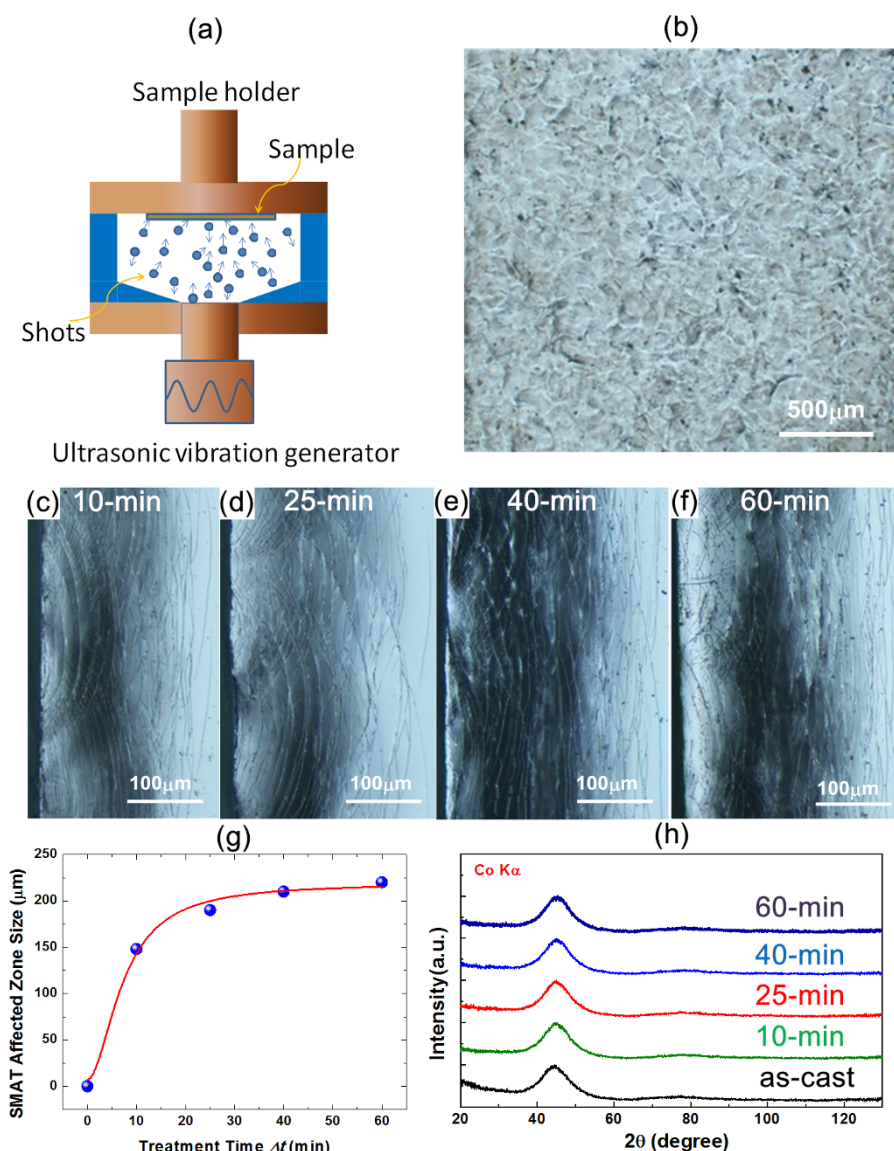 (a)
Sample holder
Sample
Shots
Ultrasonic vibration generator
(b)
500μm
(c) 10-min
100μm
(d) 25-min
100μm
(e) 40-min
100μm
(f) 60-min
100μm
(g)
SMAT Affected Zone Size (μm)
250
200
150
100
50
0
0 10 20 30 40 50 60
Treatment Time Δt (min)
(h)
Co Kα
Intensity(a.u.)
60-min
40-min
25-min
10-min
as-cast
20 40 60 80 100 120
2θ (degree)